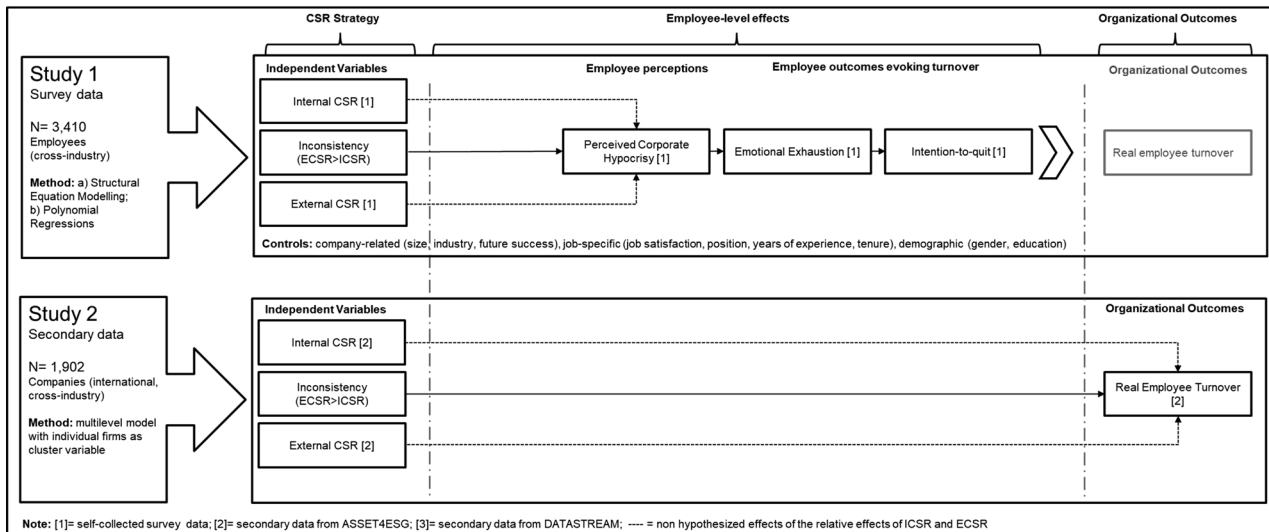 CSR Strategy
Employee-level effects
Organizational Outcomes
Study 1
Survey data
N= 3,410
Employees
(cross-industry)
Method: a) Structural
Equation Modelling;
b) Polynomial
Regressions
Independent Variables
Employee perceptions
Employee outcomes evoking turnover
Organizational Outcomes
Internal CSR [1]
Inconsistency
(ECSR>ICSR)
External CSR [1]
Perceived Corporate
Hypocrisy [1]
Emotional Exhaustion [1]
Intention-to-quit [1]
Real employee turnover
Controls: company-related (size, industry, future success), job-specific (job satisfaction, position, years of experience, tenure), demographic (gender, education)
Study 2
Secondary data
N= 1,902
Companies (international,
cross-industry)
Method: multilevel model
with individual firms as
cluster variable
Independent Variables
Organizational Outcomes
Internal CSR [2]
Inconsistency
(ECSR>ICSR)
External CSR [2]
Real Employee Turnover
[2]
Note: [1]= self-collected survey data; [2]= secondary data from ASSET4ESG; [3]= secondary data from DATASTREAM; ---- = non hypothesized effects of the relative effects of ICSR and ECSR